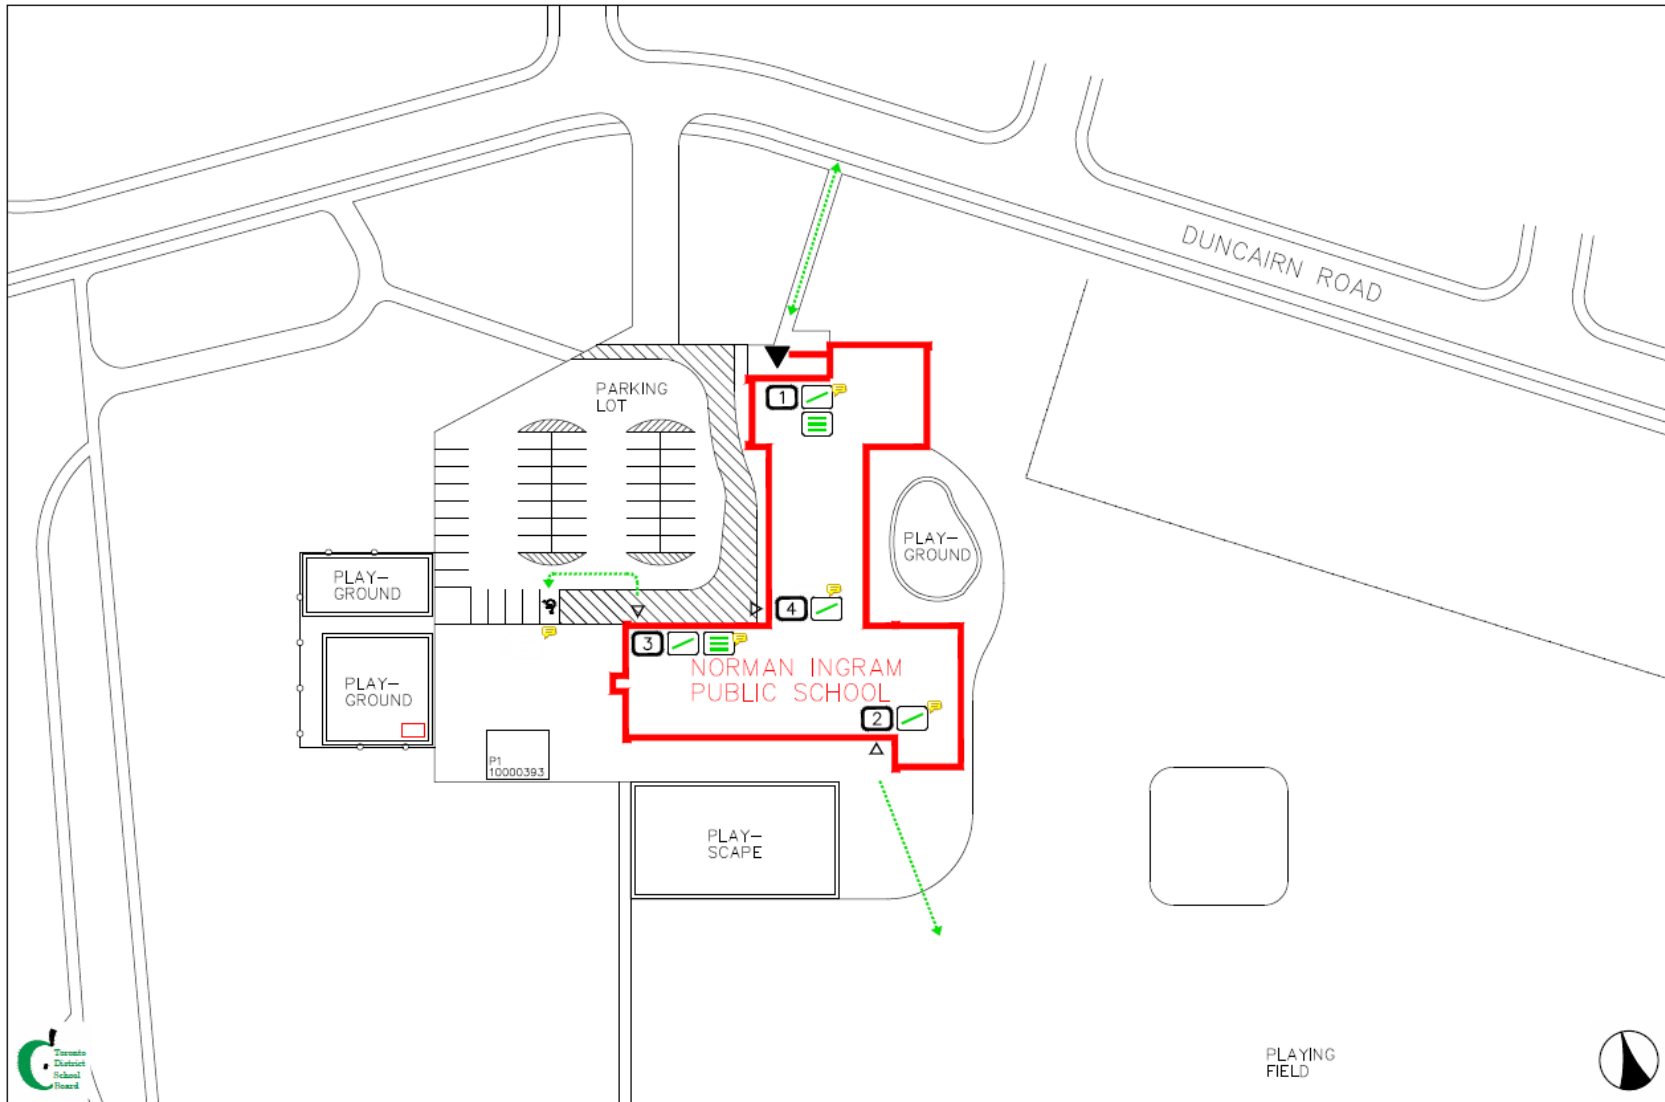 DUNCAIRN ROAD
PARKING
LOT
1
PLAY-
GROUND
PLAY-
GROUND
4
3
NORMAN INGRAM
PUBLIC SCHOOL
PLAY-
GROUND
2
P1
10000393
PLAY-
SCAPE
Toronto
District
School
Board
PLAYING
FIELD